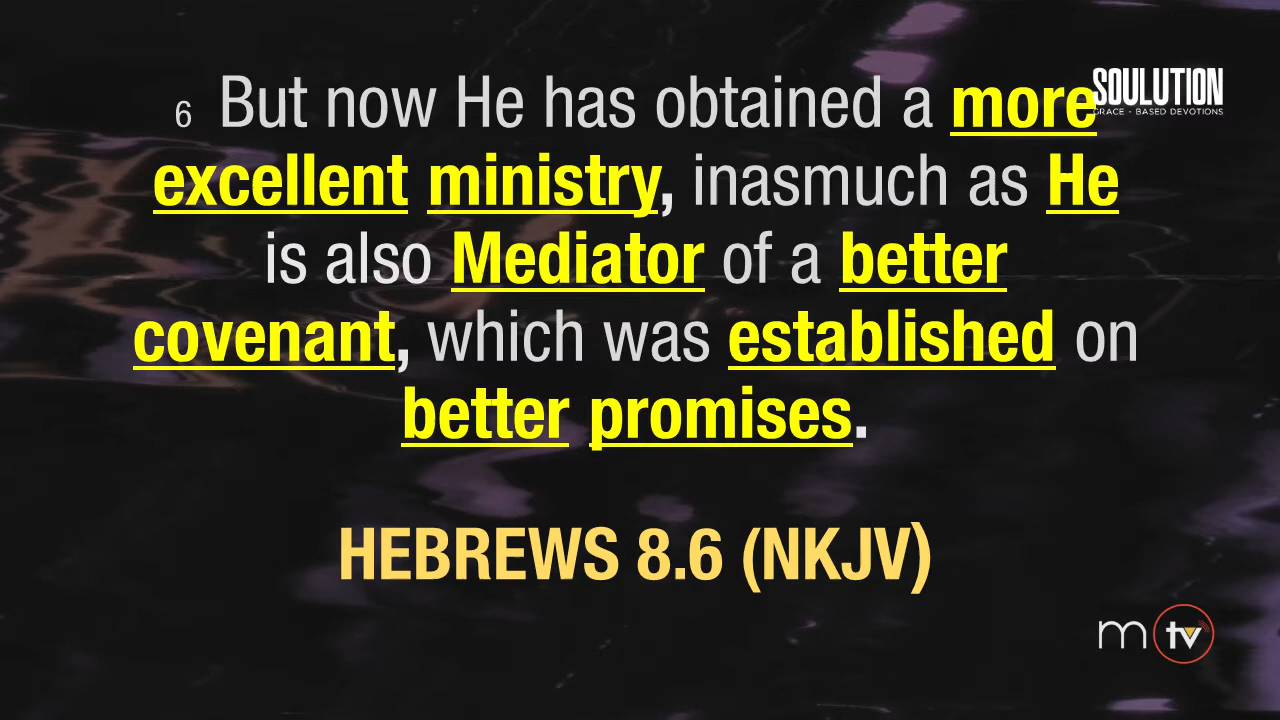 6 But now He has obtained a more
excellent ministry, inasmuch as He
is also Mediator of a better
covenant, which was established on
better promises.
HEBREWS 8.6 (NKJV)
SOULUTION
GRACE - BASED DEVOTIONS
m tv